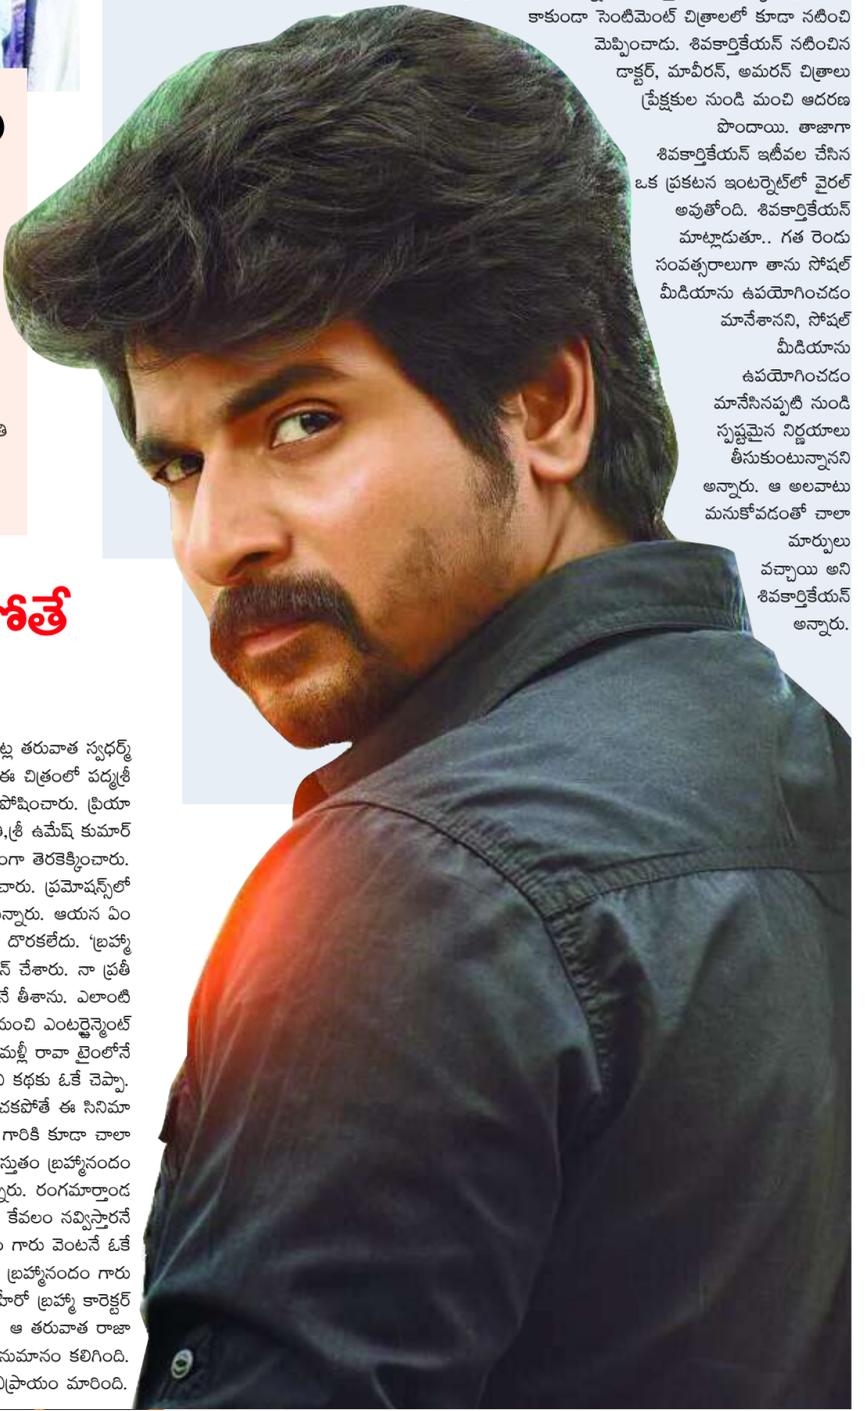 కాకుండా సెంటిమెంట్ చిత్రాలలో కూడా నటించి
మెప్పించాడు. శివకార్తికేయన్ నటించిన
డాక్టర్, మావీరన్, అమరన్ చిత్రాలు
ప్రేక్షకుల నుండి మంచి ఆదరణ
పొందాయి. తాజాగా
శివకార్తికేయన్ ఇటీవల చేసిన
ఒక ప్రకటన ఇంటర్నెట్‌లో వైరల్
అవుతోంది. శివకార్తికేయన్
మాట్లాడుతూ.. గత రెండు
సంవత్సరాలుగా తాను సోషల్
మీడియాను ఉపయోగించడం
మానేశానని, సోషల్
మీడియాను
ఉపయోగించడం
మానేసినప్పటి నుండి
స్పష్టమైన నిర్ణయాలు
తీసుకుంటున్నానని
అన్నారు. ఆ అలవాటు
మనుకోవడంతో చాలా
మార్పులు
వచ్చాయి అని
శివకార్తికేయన్
అన్నారు.
తి
పోతే
ట్ల తరువాత స్వధర్మ్
ఈ చిత్రంలో పద్మశ్రీ
పోషించారు. ప్రియా
శ్రీ ఉమేష్ కుమార్
ంగా తెరకెక్కించారు.
చారు. ప్రమోషన్స్‌లో
న్నారు. ఆయన ఏం
దొరకలేదు. ‘బ్రహ్మా
న్ చేశారు. నా ప్రతీ
నే తీశాను. ఎలాంటి
మంచి ఎంటర్టైన్మెంట్
మళ్లీ రావా టైంలోనే
ని కథకు ఓకే చెప్పా.
చకపోతే ఈ సినిమా
గారికి కూడా చాలా
స్తుతం బ్రహ్మానందం
్నారు. రంగమార్తాండ
కేవలం నవ్విస్తారనే
ం గారు వెంటనే ఓకే
బ్రహ్మానందం గారు
హీరో బ్రహ్మా కారెక్టర్
ఆ తరువాత రాజా
నుమానం కలిగింది.
భిప్రాయం మారింది.